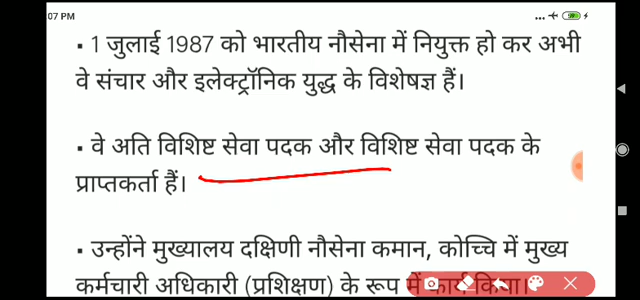 07 PM
▪ 1 जुलाई 1987 को भारतीय नौसेना में नियुक्त हो कर अभी
वे संचार और इलेक्ट्रॉनिक युद्ध के विशेषज्ञ हैं।
▪ वे अति विशिष्ट सेवा पदक और विशिष्ट सेवा पदक के
प्राप्तकर्ता हैं।
▪ उन्होंने मुख्यालय दक्षिणी नौसेना कमान, कोच्चि में मुख्य
कर्मचारी अधिकारी (प्रशिक्षण) के रूप में कार्य किया।